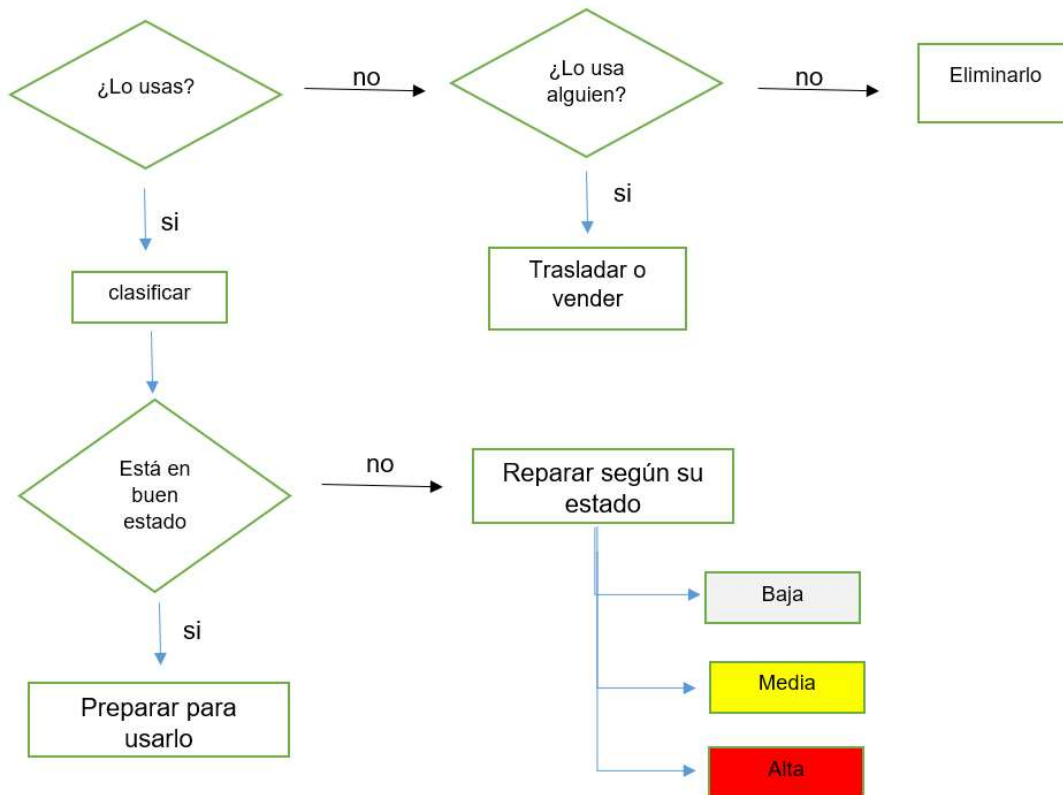 ¿Lo usas?
no
¿Lo usa
alguien?
no
Eliminarlo
si
si
clasificar
Trasladar o
vender
Está en
buen
estado
no
Reparar según su
estado
si
Baja
Preparar para
usarlo
Media
Alta